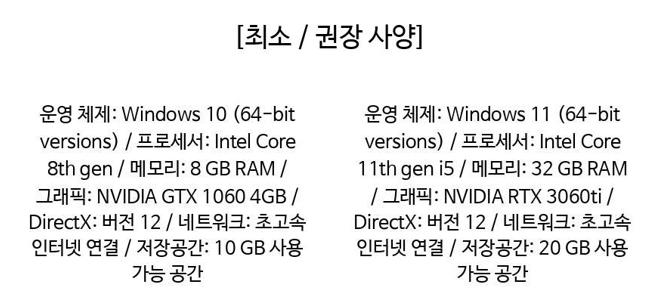 [최소 / 권장 사양]
운영 체제: Windows 10 (64-bit
versions) / 프로세서: Intel Core
8th gen / 메모리: 8 GB RAM /
그래픽: NVIDIA GTX 1060 4GB /
DirectX: 버전 12 / 네트워크: 초고속
인터넷 연결 / 저장공간: 10 GB 사용
가능 공간
운영 체제: Windows 11 (64-bit
versions) / 프로세서: Intel Core
11th gen i5 / 메모리: 32 GB RAM
/ 그래픽: NVIDIA RTX 3060ti /
DirectX: 버전 12 / 네트워크: 초고속
인터넷 연결 / 저장공간: 20 GB 사용
가능 공간